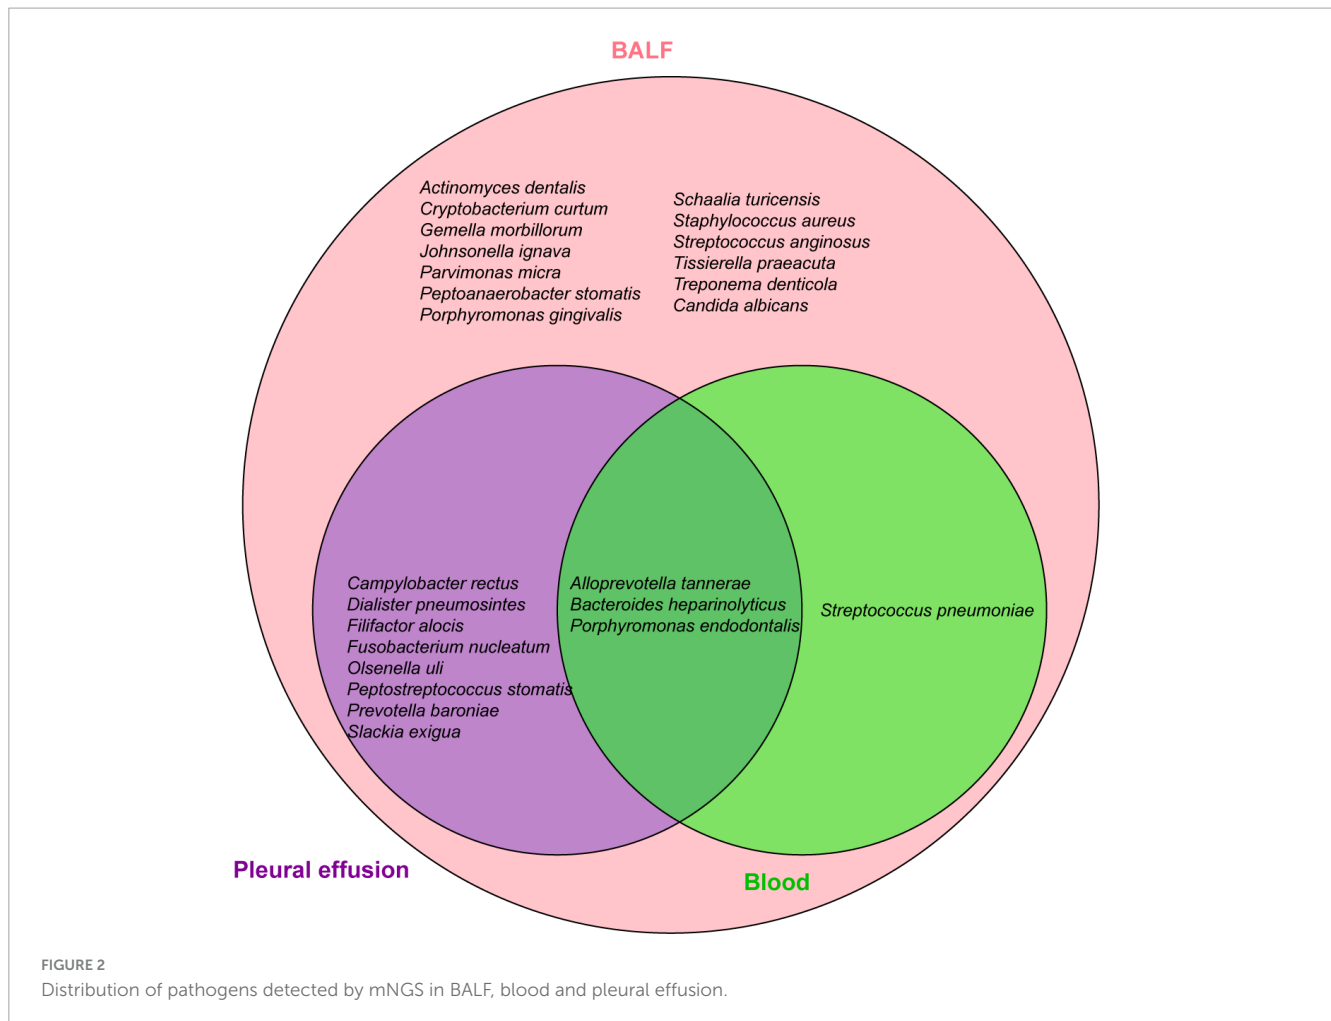 BALF
Actinomyces dentalis
Cryptobacterium curtum
Gemella morbillorum
Johnsonella ignava
Parvimonas micra
Peptoanaerobacter stomatis
Porphyromonas gingivalis
Schaalia turicensis
Staphylococcus aureus
Streptococcus anginosus
Tissierella praeacuta
Treponema denticola
Candida albicans
Campylobacter rectus
Dialister pneumosintes
Filifactor alocis
Fusobacterium nucleatum
Olsenella uli
Peptostreptococcus stomatis
Prevotella baroniae
Slackia exigua
Alloprevotella tannerae
Bacteroides heparinolyticus
Porphyromonas endodontalis
Streptococcus pneumoniae
Pleural effusion
Blood
FIGURE 2
Distribution of pathogens detected by mNGS in BALF, blood and pleural effusion.